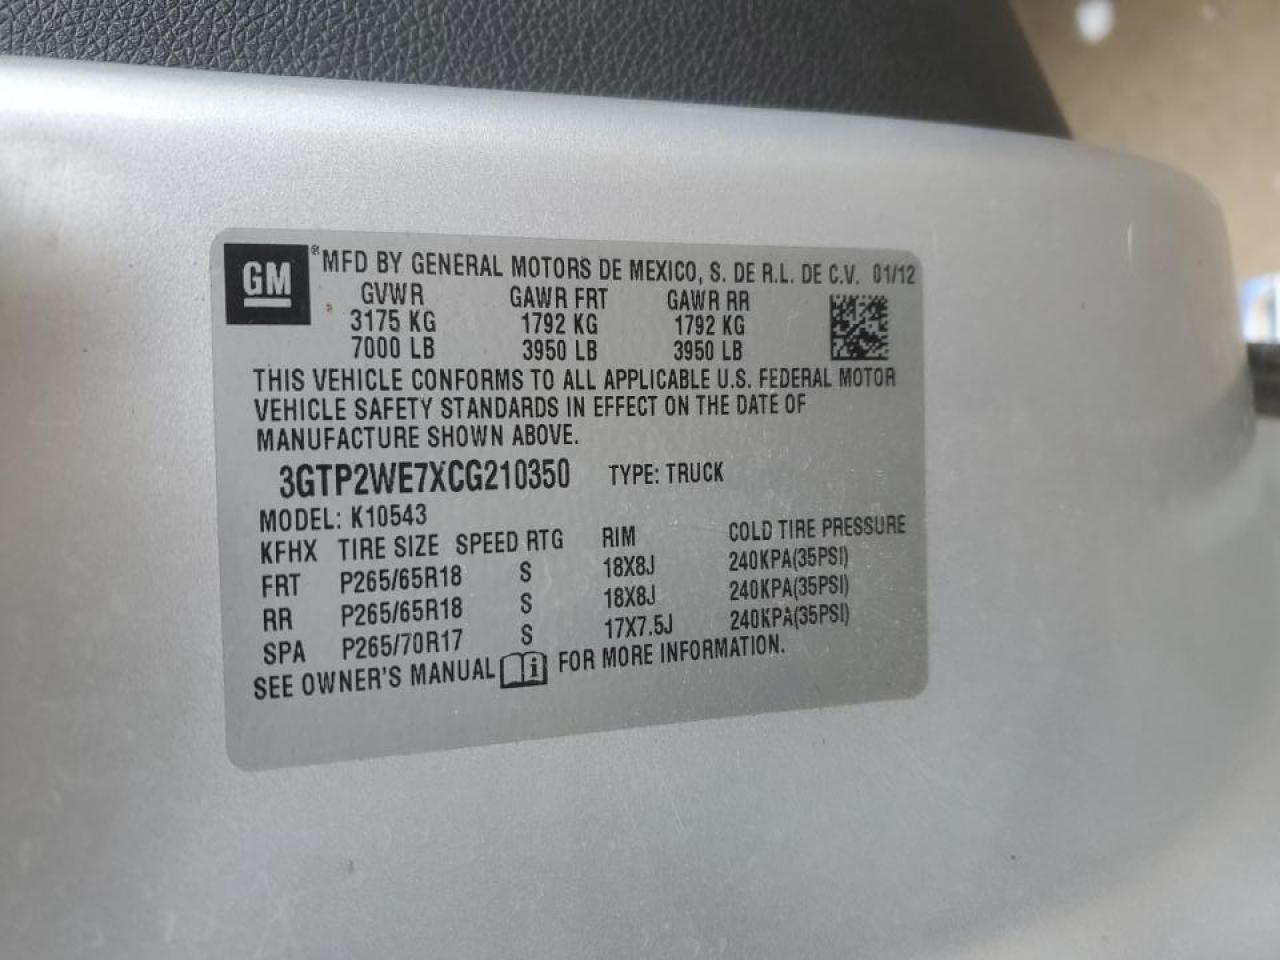 GM ® MFD BY GENERAL MOTORS DE MEXICO, S. DE R.L. DE C.V. 01/12
GVWR GAWR FRT GAWR RR
3175 KG 1792 KG 1792 KG
7000 LB 3950 LB 3950 LB
THIS VEHICLE CONFORMS TO ALL APPLICABLE U.S. FEDERAL MOTOR
VEHICLE SAFETY STANDARDS IN EFFECT ON THE DATE OF
MANUFACTURE SHOWN ABOVE.
3GTP2WE7XCG210350 TYPE: TRUCK
MODEL: K10543
KFHX TIRE SIZE SPEED RTG RIM COLD TIRE PRESSURE
FRT P265/65R18 S 18X8J 240KPA(35PSI)
RR P265/65R18 S 18X8J 240KPA(35PSI)
SPA P265/70R17 S 17X7.5J 240KPA(35PSI)
SEE OWNER'S MANUAL i FOR MORE INFORMATION.